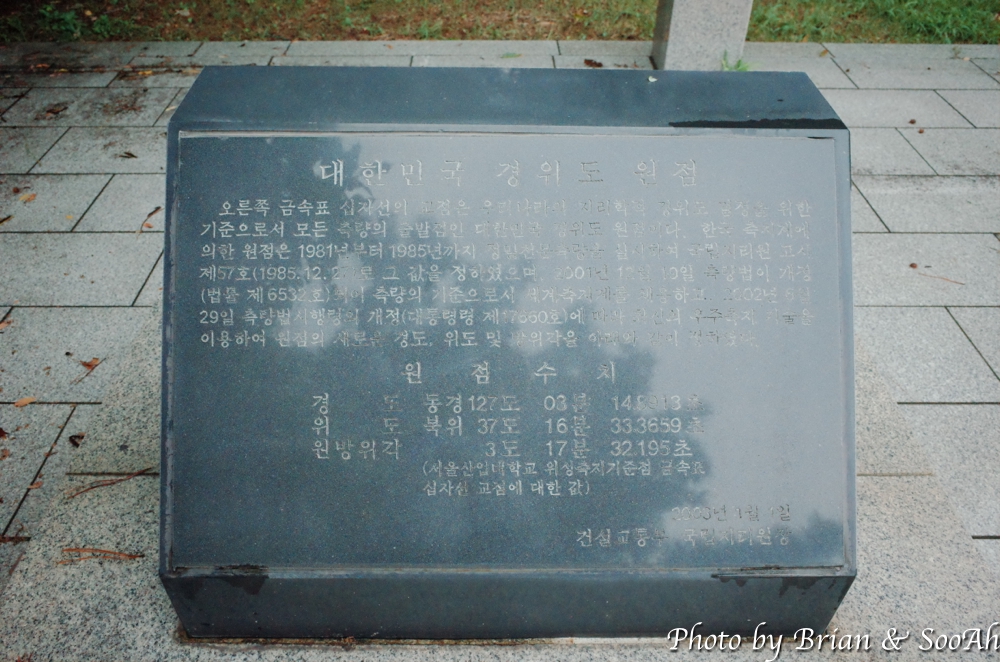 대한민국 경위도 원점
오른쪽 금속표 십자선의 교점은 우리나라의 지리학적 경위도 결정을 위한
기준으로서 모든 측량의 출발점인 대한민국 경위도 원점이다. 한국 측지계에
의한 원점은 1981년부터 1985년까지 정밀천문측량을 실시하여 국립지리원 고시
제57호(1985. 12. 로 그 값을 정하였으며, 2001년 12월 19일 측량법이 개정
(법률 제6532호)되어 측량의 기준으로서 세계측지계를 채용하고, 2002년 6월
29일 측량법시행령의 개정(대통령령 제17660호)에 따라 우주측지 기술을
이용하여 원점의 새로운 경도, 위도 및 방위각을 아래와 같이 정하
원 점 수 치
경 도 동경 127도 03분 14.8913초
위 도 북위 37도 16분 33.3659초
원방위각 3도 17분 32.195초
(서울산업대학교 위성측지기준점 금속표
십자선 교점에 대한 값)
2003년 1월 1일
건설교통부 국립지리원장
Photo by Brian & SooAh